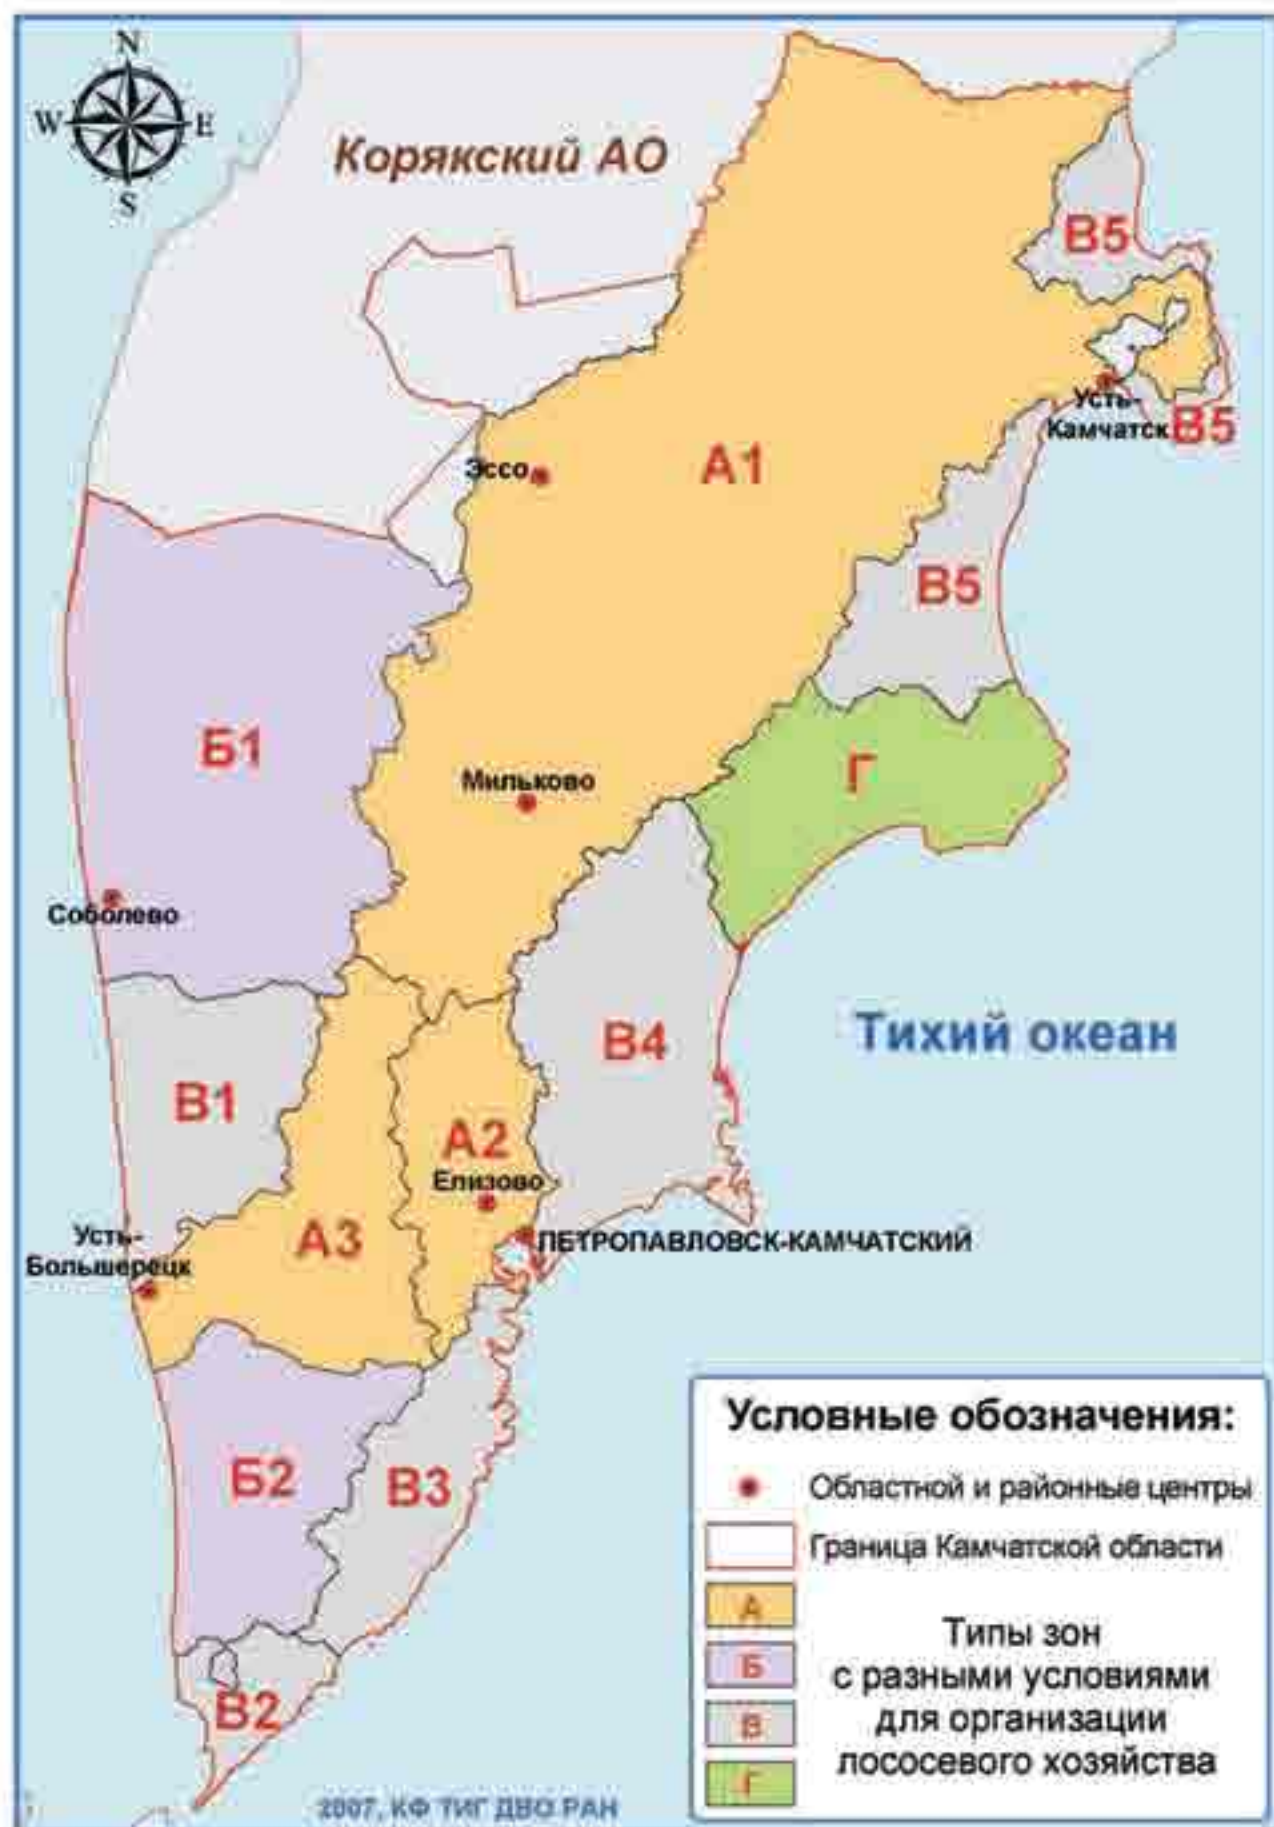 N
W E
S
Корякский АО
В5
Усть-
Камчатск
В5
Эссо
А1
В5
Б1
Г
Мильково
Соболево
Тихий океан
В4
В1
А2
Елизово
Усть-
Большерецк
А3
ПЕТРОПАВЛОВСК-КАМЧАТСКИЙ
Б2
В3
В2
Условные обозначения:
Областной и районные центры
Граница Камчатской области
А
Б
В
Г
Типы зон
с разными условиями
для организации
лососевого хозяйства
2007, КФ ТИГ ДВО РАН